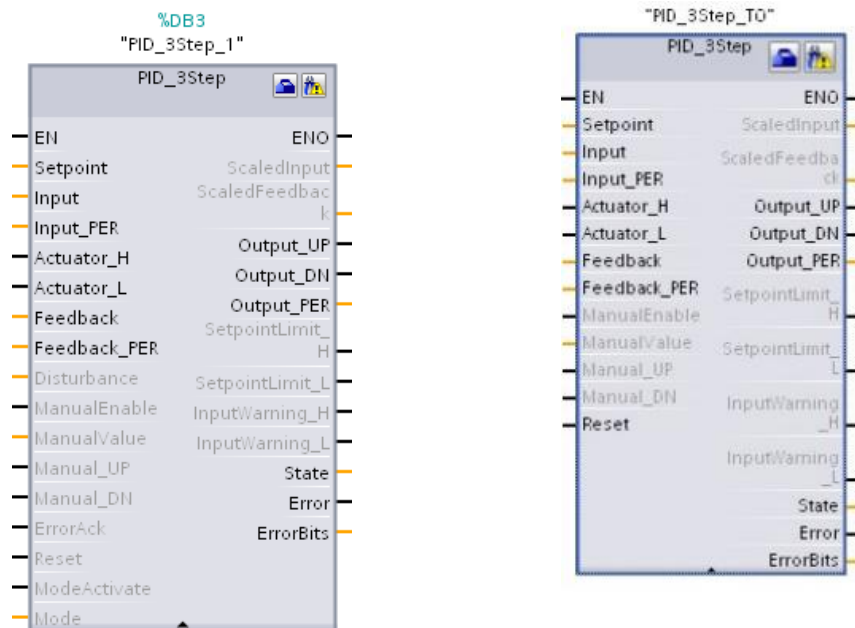 %DB3
"PID_3Step_1"
PID_3Step
EN
ENO
Setpoint
ScaledInput
Input
ScaledFeedbac
k
Input_PER
Actuator_H
Output_UP
Actuator_L
Output_DN
Feedback
Output_PER
Feedback_PER
SetpointLimit_
H
Disturbance
SetpointLimit_L
ManualEnable
InputWarning_H
ManualValue
InputWarning_L
Manual_UP
State
Manual_DN
Error
ErrorAck
ErrorBits
Reset
ModeActivate
Mode
"PID_3Step_TO"
PID_3Step
EN
ENO
Setpoint
ScaledInput
Input
ScaledFeedba
ck
Input_PER
Actuator_H
Output_UP
Actuator_L
Output_DN
Feedback
Output_PER
Feedback_PER
SetpointLimit_
H
ManualEnable
ManualValue
SetpointLimit_
L
Manual_UP
Manual_DN
InputWarning
_H
Reset
InputWarning
_L
State
Error
ErrorBits